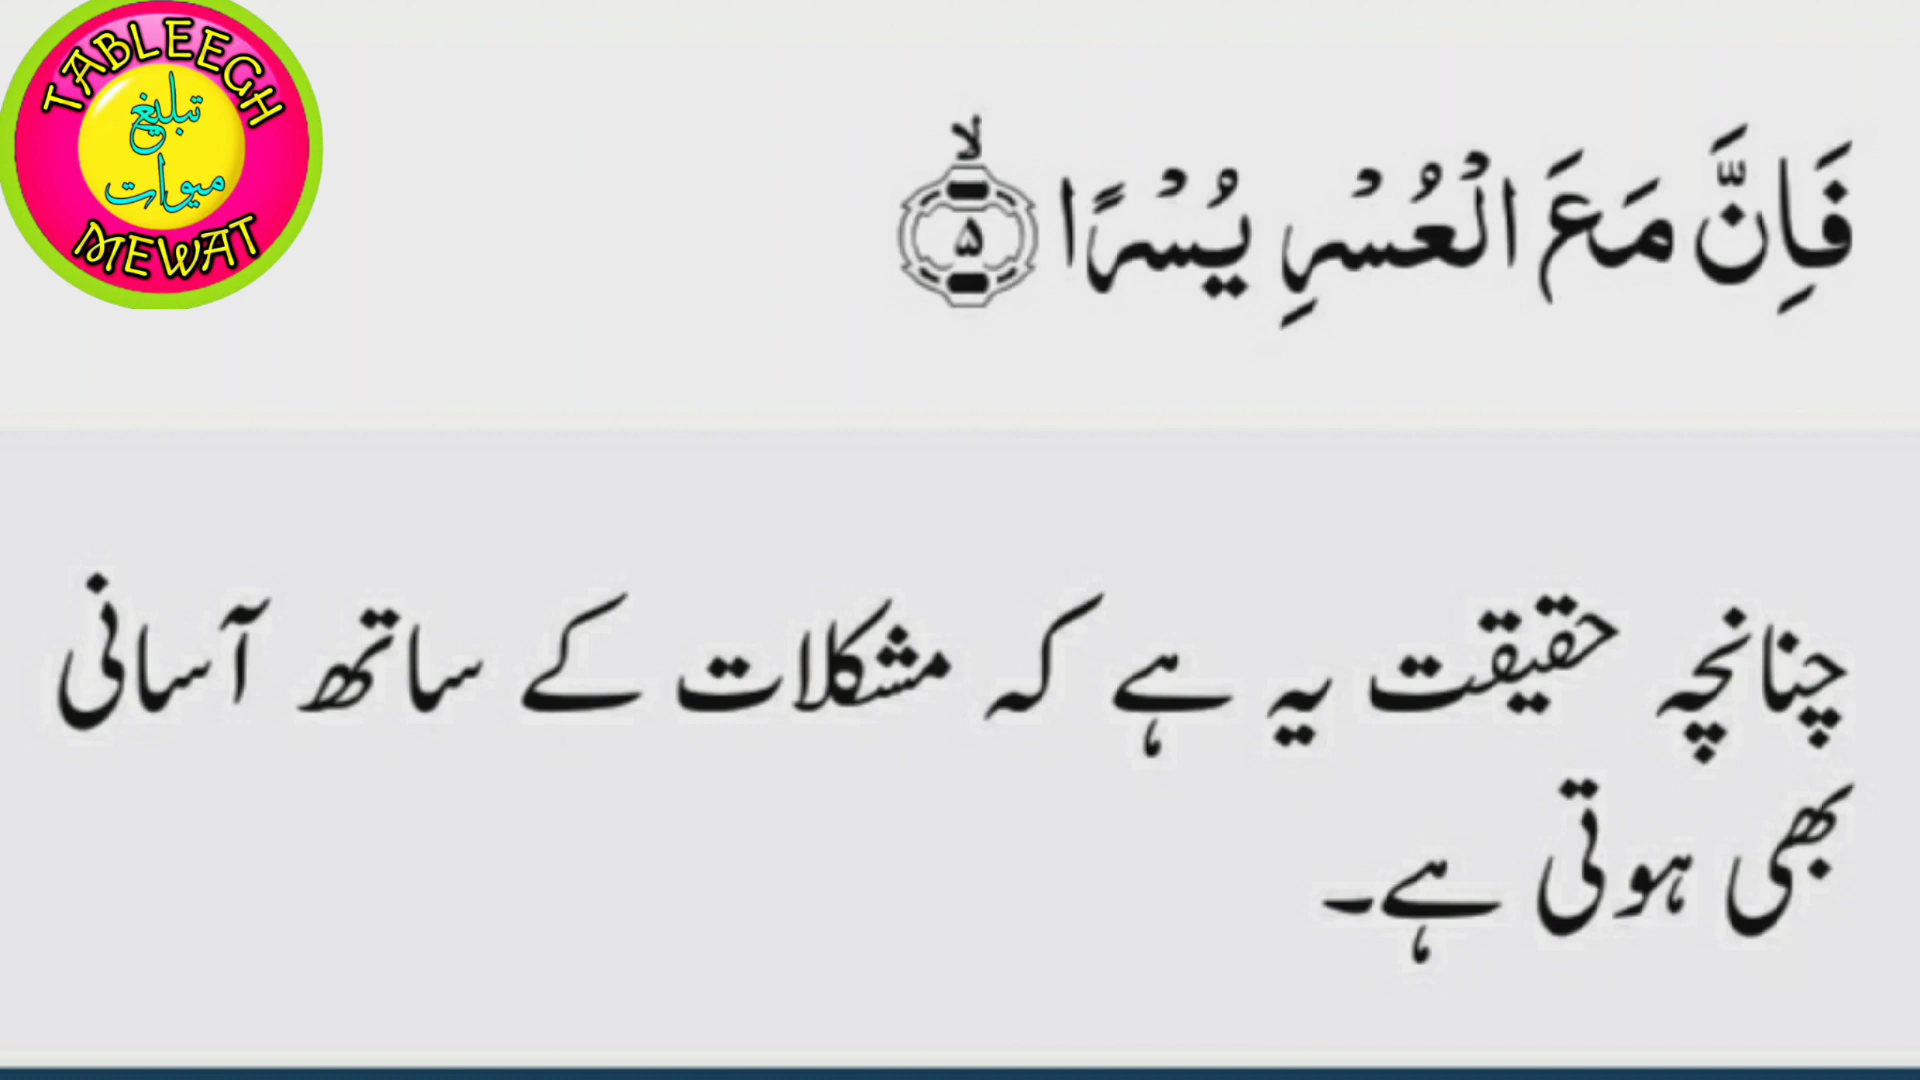 TABLEEGH
تبلیغ
میوات
MEWAT
فَاِنَّ مَعَ الْعُسْرِ يُسْرًا ۙ﴿۵﴾
چنانچہ حقیقت یہ ہے کہ مشکلات کے ساتھ آسانی
بھی ہوتی ہے۔